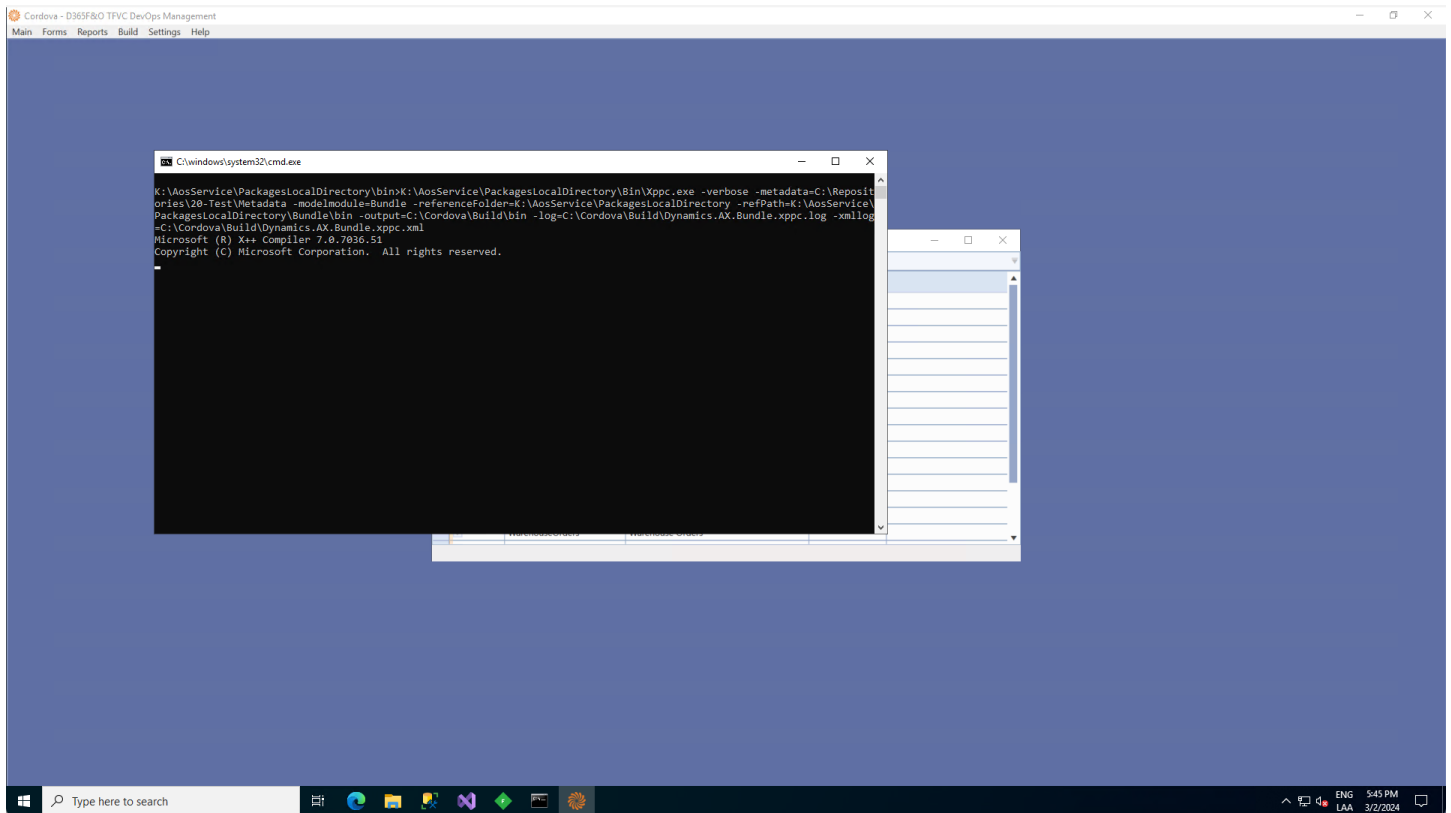 Cordova - D365F&O TFVC DevOps Management
Main Forms Reports Build Settings Help
C:\windows\system32\cmd.exe
K:\AosService\PackagesLocalDirectory\bin>K:\AosService\PackagesLocalDirectory\Bin\Xppc.exe -verbose -metadata=C:\Reposit
ories\20-Test\Metadata -modelmodule=Bundle -referenceFolder=K:\AosService\PackagesLocalDirectory -refPath=K:\AosService\
PackagesLocalDirectory\Bundle\bin -output=C:\Cordova\Build\bin -log=C:\Cordova\Build\Dynamics.AX.Bundle.xppc.log -xmllog
=C:\Cordova\Build\Dynamics.AX.Bundle.xppc.xml
Microsoft (R) X++ Compiler 7.0.7036.51
Copyright (C) Microsoft Corporation.  All rights reserved.
WarehouseOrders Warehouse Orders
Type here to search
ENG 5:45 PM
LAA 3/2/2024